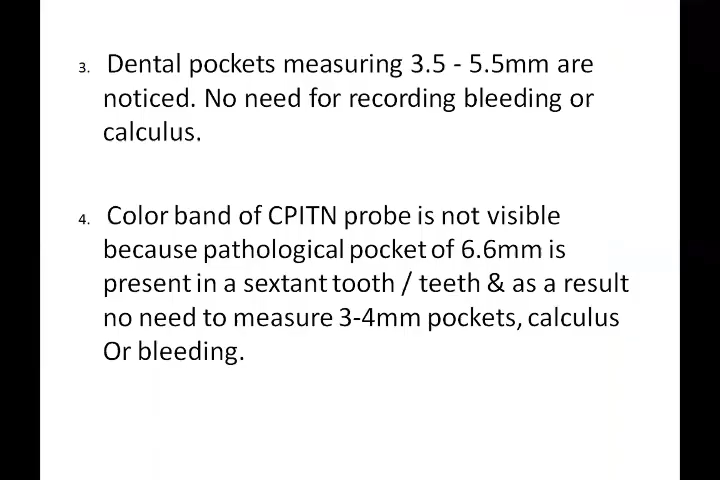 3. Dental pockets measuring 3.5 - 5.5mm are
noticed. No need for recording bleeding or
calculus.
4. Color band of CPITN probe is not visible
because pathological pocket of 6.6mm is
present in a sextant tooth / teeth & as a result
no need to measure 3-4mm pockets, calculus
Or bleeding.